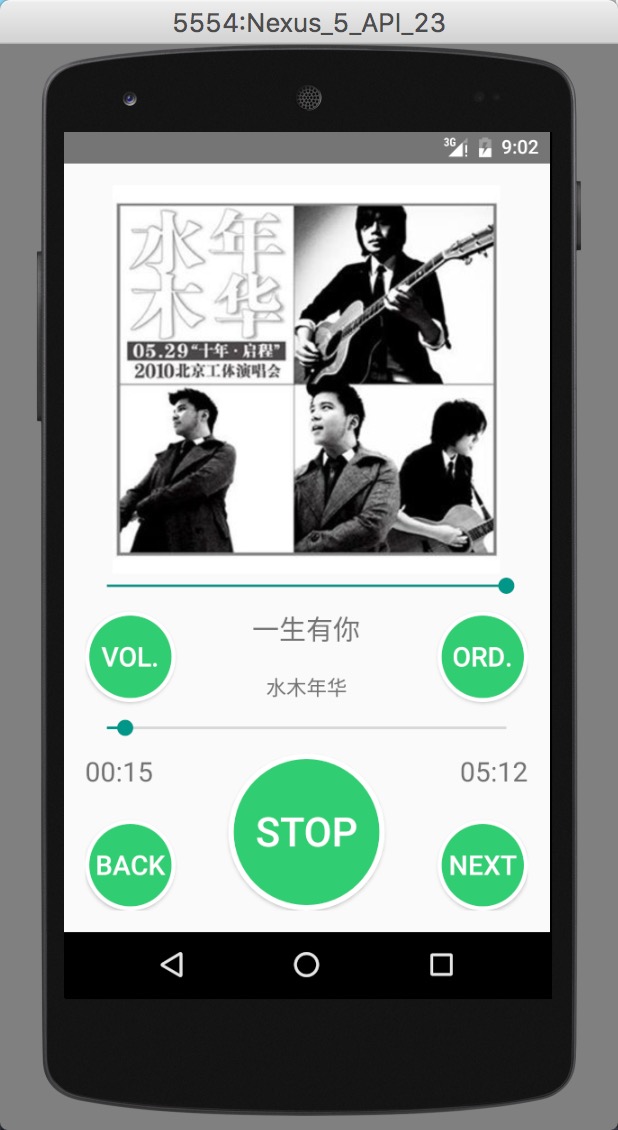 5554:Nexus_5_API_23
3G 9:02
水年
木华
05.29“十年·启程”
2010北京工体演唱会
VOL.
一生有你
ORD.
水木年华
00:15
05:12
STOP
BACK
NEXT